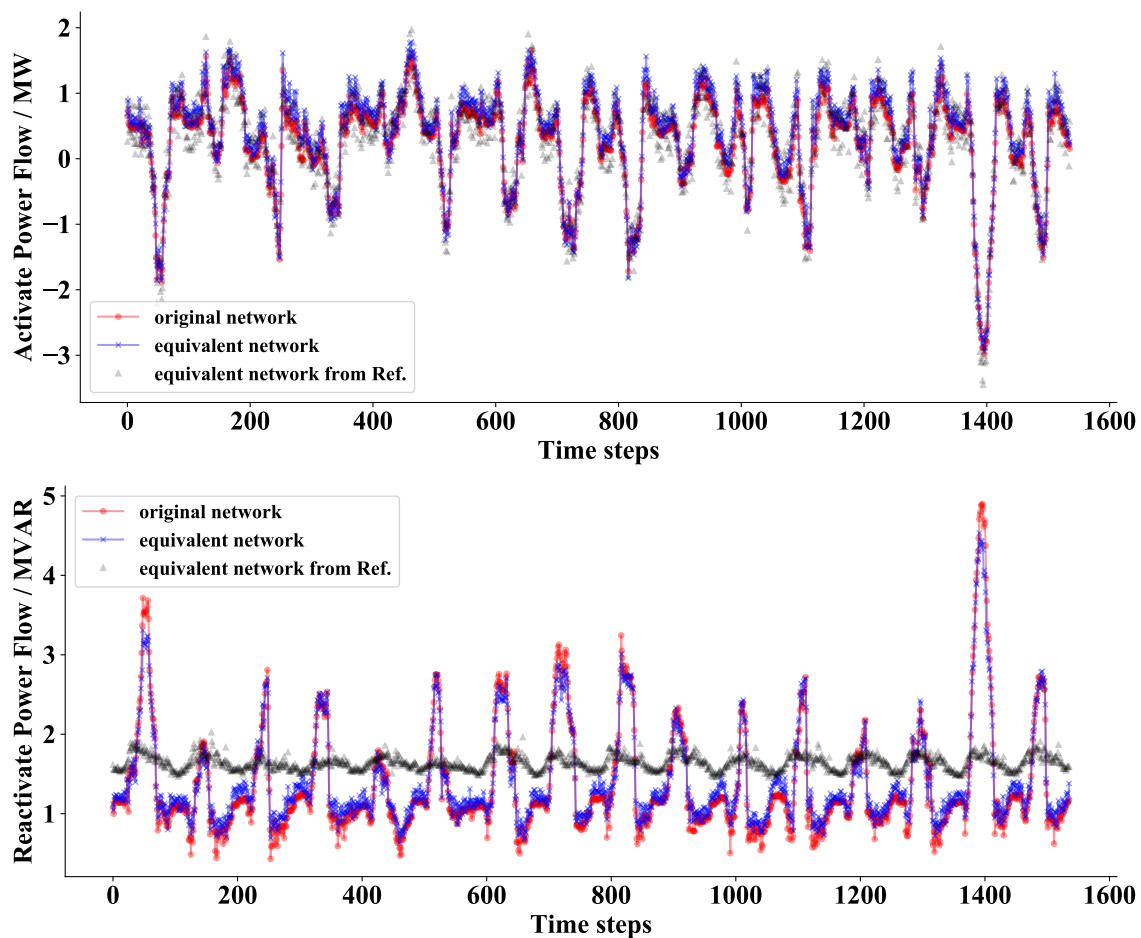 Activate Power Flow / MW
2
1
0
−1
−2
−3
original network
equivalent network
equivalent network from Ref.
0 200 400 600 800 1000 1200 1400 1600
Time steps
Reactivate Power Flow / MVAR
5
4
3
2
1
original network
equivalent network
equivalent network from Ref.
0 200 400 600 800 1000 1200 1400 1600
Time steps